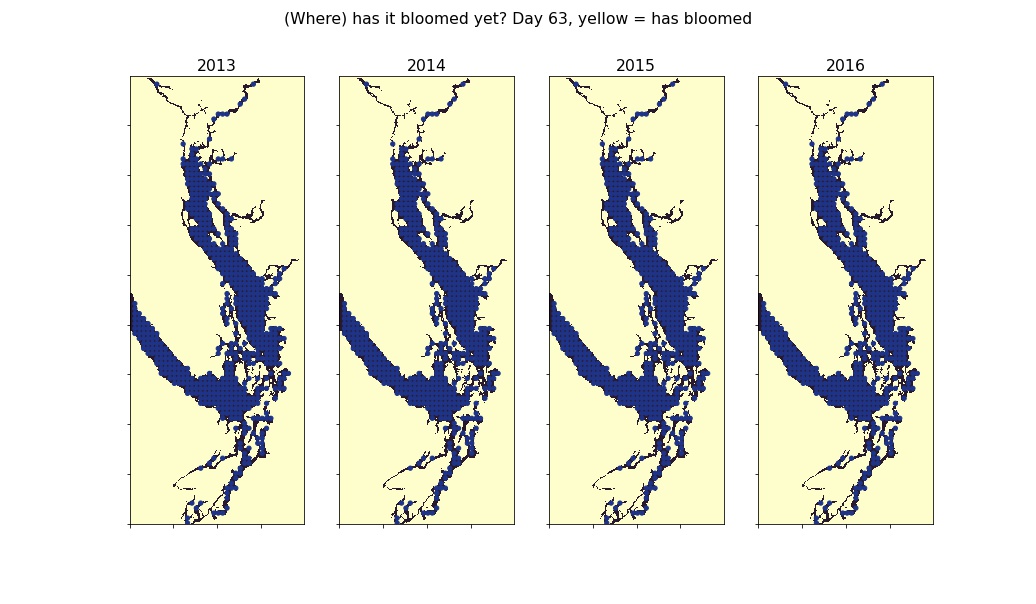 (Where) has it bloomed yet? Day 63, yellow = has bloomed
2013
2014
2015
2016